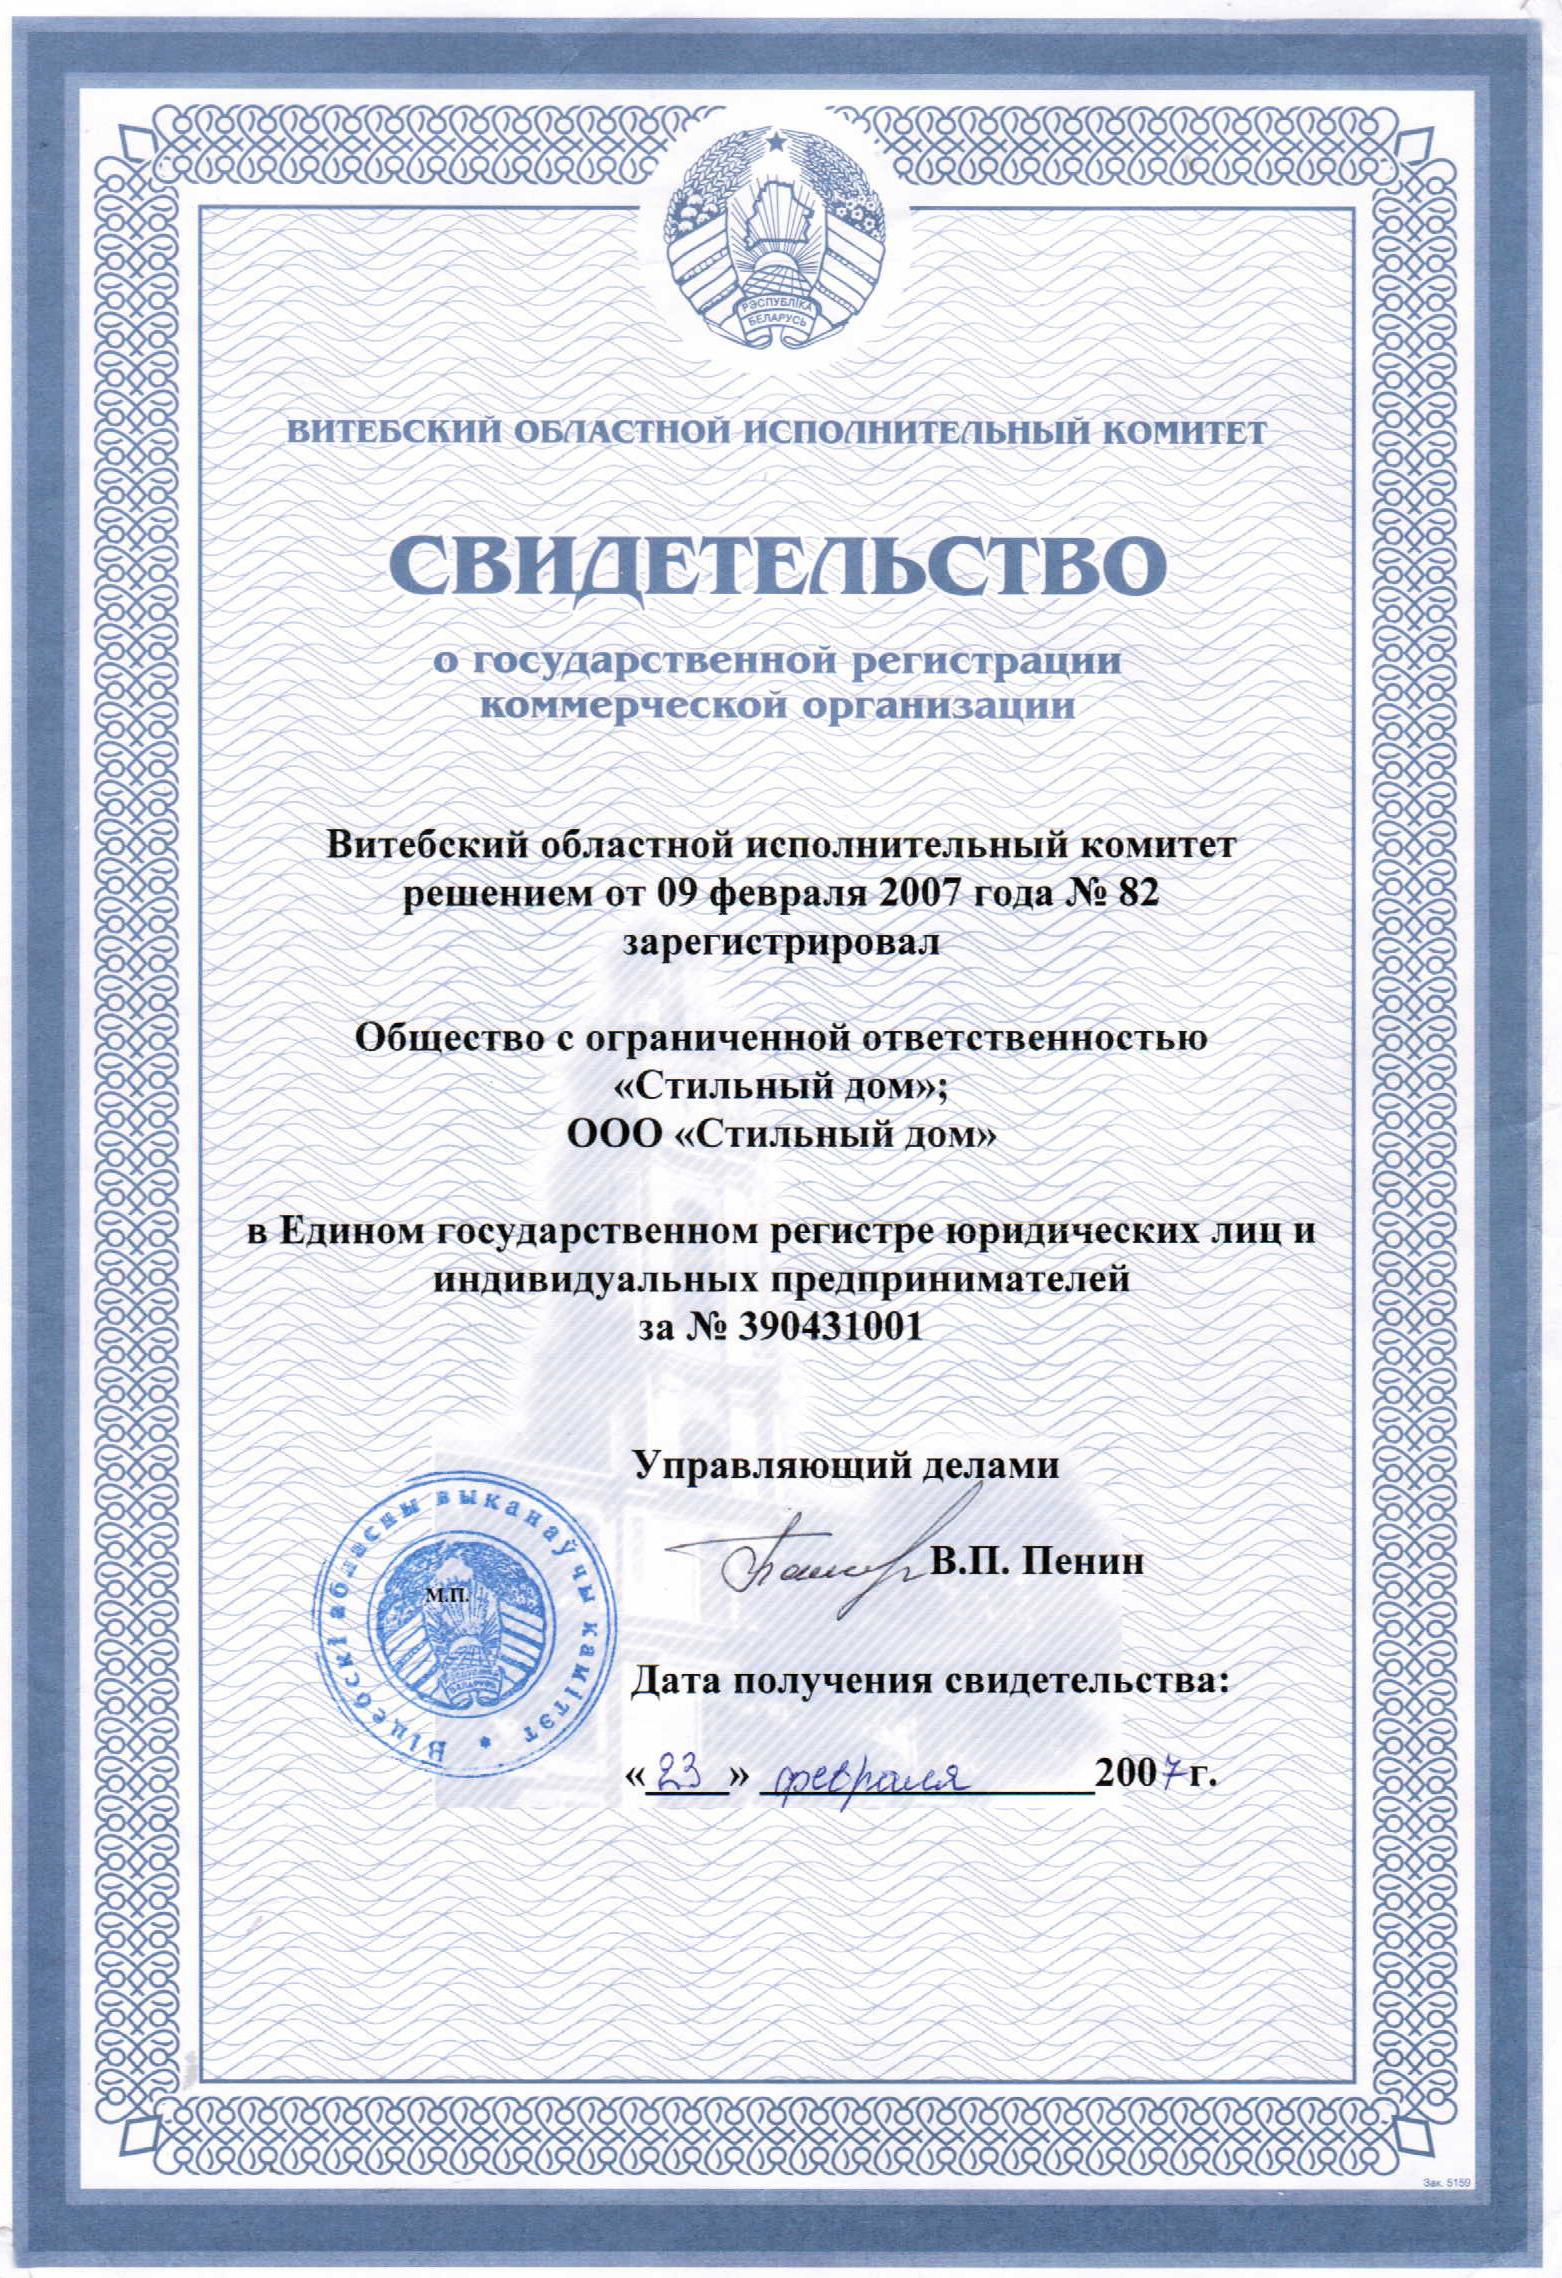 РЭСПУБЛІКА
БЕЛАРУСЬ
ВИТЕБСКИЙ ОБЛАСТНОЙ ИСПОЛНИТЕЛЬНЫЙ КОМИТЕТ
СВИДЕТЕЛЬСТВО
о государственной регистрации
коммерческой организации
Витебский областной исполнительный комитет
решением от 09 февраля 2007 года № 82
зарегистрировал
Общество с ограниченной ответственностью
«Стильный дом»;
ООО «Стильный дом»
в Едином государственном регистре юридических лиц и
индивидуальных предпринимателей
за № 390431001
Управляющий делами
В.П. Пенин
М.П.
Віцебскі абласны выканаўчы камітэт *
Дата получения свидетельства:
«23» февраля 2007 г.
Зак. 5159